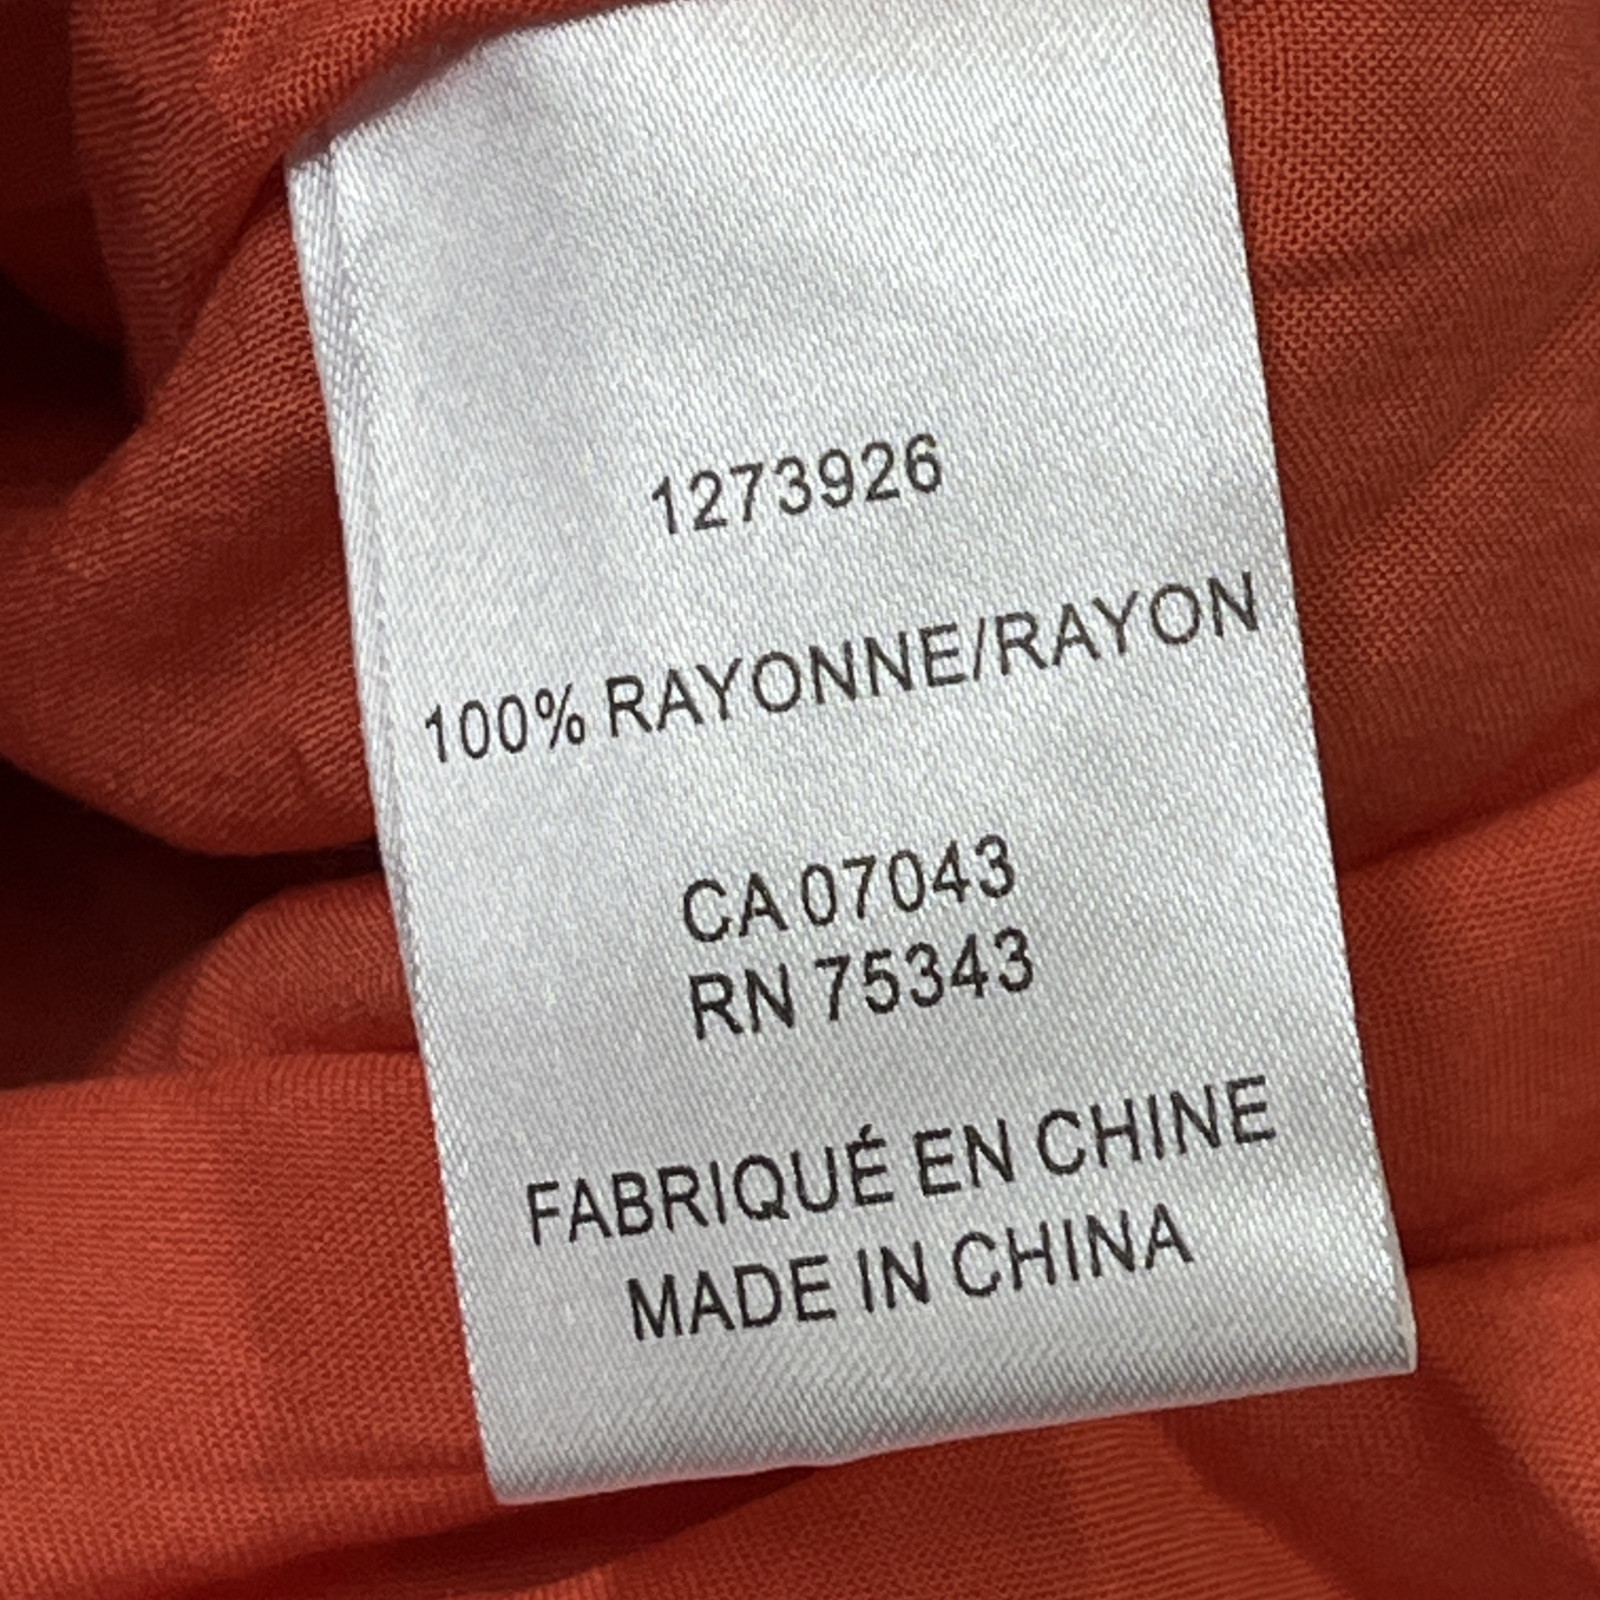 1273926
100% RAYONNE/RAYON
CA 07043
RN 75343
FABRIQUÉ EN CHINE
MADE IN CHINA